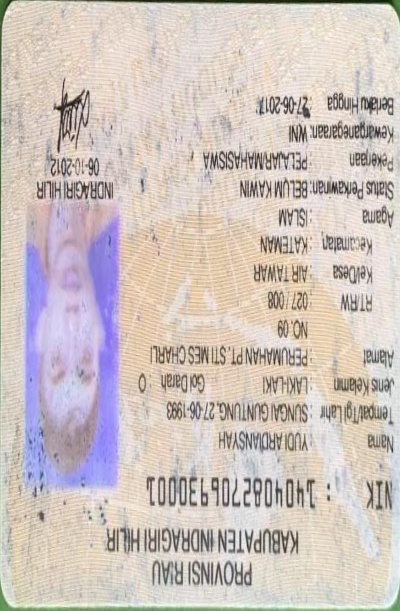 PROVINSI RIAU
KABUPATEN INDRAGIRI HILIR
NIK : 1404082706930001
Nama : YUDI ARDIANSYAH
Tempat/Tgl Lahir : SUNGAI GUNTUNG, 27-06-1993
Jenis Kelamin : LAKI-LAKI Gol Darah : O
Alamat : PERUMAHAN PT. STI MES CHARLI
NO. 09
RT/RW : 027 / 008
Kel/Desa : AIR TAWAR
Kecamatan : KATEMAN
Agama : ISLAM
Status Perkawinan : BELUM KAWIN
Pekerjaan : PELAJAR/MAHASISWA
Kewarganegaraan: WNI
Berlaku Hingga : 27-06-2017
INDRAGIRI HILIR
06-10-2012